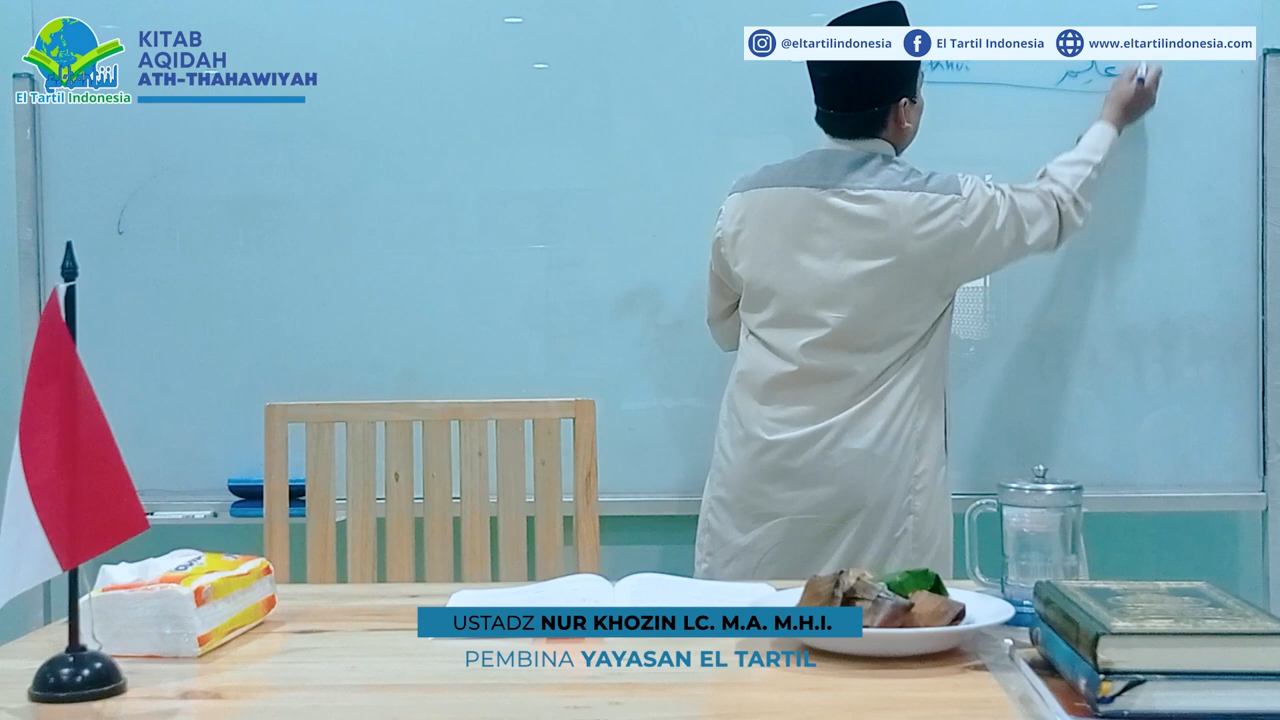 El Tartil Indonesia
KITAB
AQIDAH
ATH-THAHAWIYAH
@eltartilindonesia
El Tartil Indonesia
www.eltartilindonesia.com
عليم
USTADZ NUR KHOZIN LC. M.A. M.H.I.
PEMBINA YAYASAN EL TARTIL